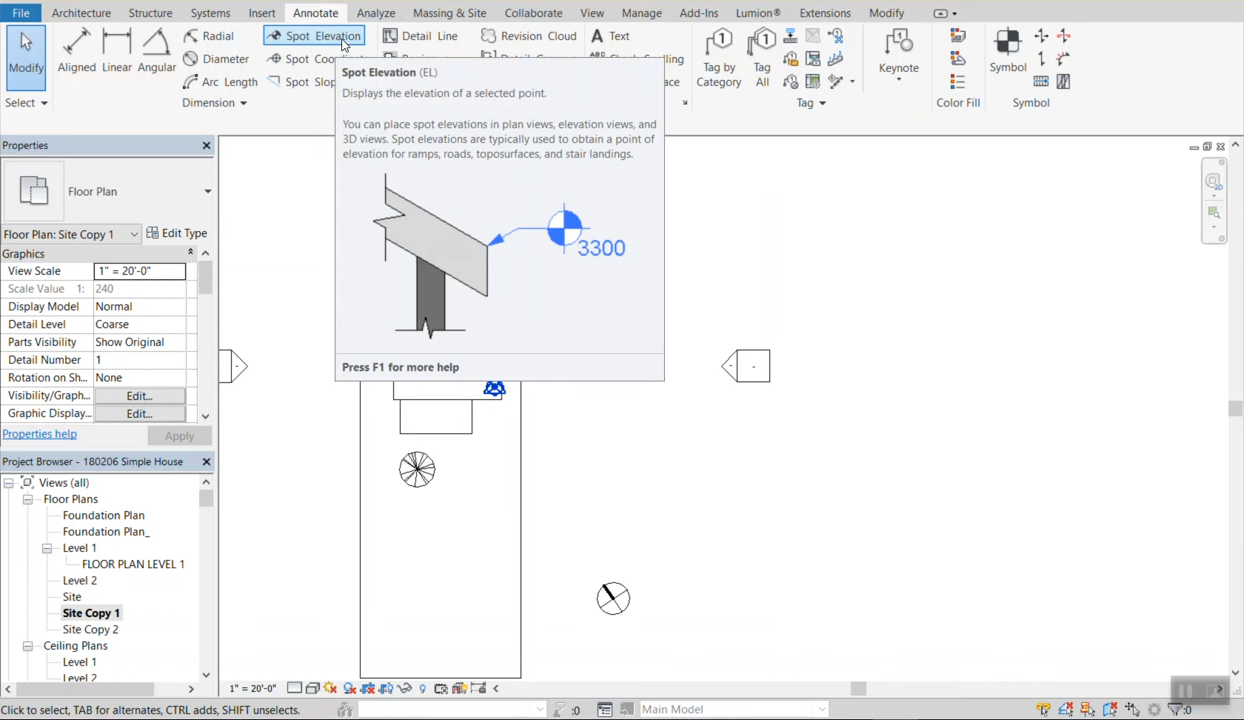 File Architecture Structure Systems Insert Annotate Analyze Massing & Site Collaborate View Manage Add-Ins Lumion® Extensions Modify
Modify
Select
Aligned Linear Angular
Radial
Diameter
Arc Length
Dimension
Spot Elevation
Spot
Spot
Detail Line
Revision Cloud
Text
Tag by
Category
Tag
All
Tag
Keynote
Color Fill
Symbol
Symbol
Spot Elevation (EL)
Displays the elevation of a selected point.
You can place spot elevations in plan views, elevation views, and
3D views. Spot elevations are typically used to obtain a point of
elevation for ramps, roads, toposurfaces, and stair landings.
3300
Press F1 for more help
Properties
Floor Plan
Floor Plan: Site Copy 1 Edit Type
Graphics
View Scale 1" = 20'-0"
Scale Value 1: 240
Display Model Normal
Detail Level Coarse
Parts Visibility Show Original
Detail Number 1
Rotation on Sh... None
Visibility/Graph... Edit...
Graphic Display... Edit...
Properties help Apply
Project Browser - 180206 Simple House
Views (all)
Floor Plans
Foundation Plan
Foundation Plan_
Level 1
FLOOR PLAN LEVEL 1
Level 2
Site
Site Copy 1
Site Copy 2
Ceiling Plans
Level 1
Level 2
1" = 20'-0"
Click to select, TAB for alternates, CTRL adds, SHIFT unselects.
:0
Main Model
:0